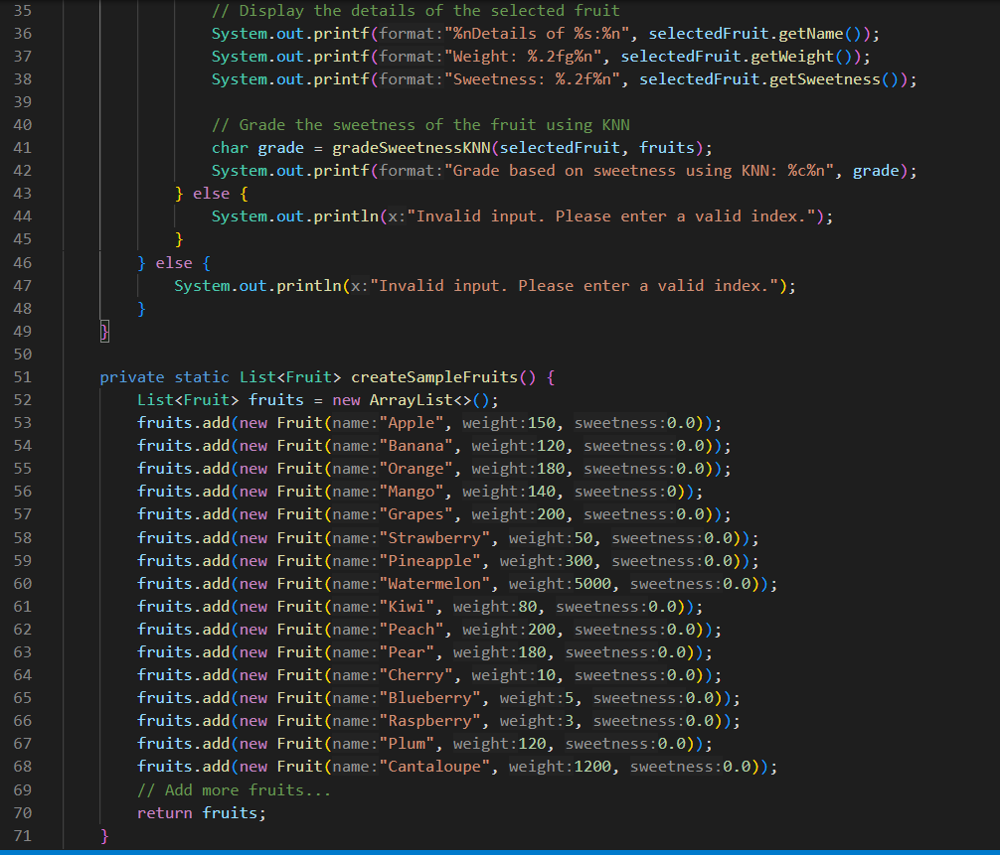 35 // Display the details of the selected fruit
36 System.out.printf(format:"%nDetails of %s:%n", selectedFruit.getName());
37 System.out.printf(format:"Weight: %.2fg%n", selectedFruit.getWeight());
38 System.out.printf(format:"Sweetness: %.2f%n", selectedFruit.getSweetness());
39
40 // Grade the sweetness of the fruit using KNN
41 char grade = gradeSweetnessKNN(selectedFruit, fruits);
42 System.out.printf(format:"Grade based on sweetness using KNN: %c%n", grade);
43 } else {
44 System.out.println(x:"Invalid input. Please enter a valid index.");
45 }
46 } else {
47 System.out.println(x:"Invalid input. Please enter a valid index.");
48 }
49 }
50
51 private static List<Fruit> createSampleFruits() {
52 List<Fruit> fruits = new ArrayList<>();
53 fruits.add(new Fruit(name:"Apple", weight:150, sweetness:0.0));
54 fruits.add(new Fruit(name:"Banana", weight:120, sweetness:0.0));
55 fruits.add(new Fruit(name:"Orange", weight:180, sweetness:0.0));
56 fruits.add(new Fruit(name:"Mango", weight:140, sweetness:0));
57 fruits.add(new Fruit(name:"Grapes", weight:200, sweetness:0.0));
58 fruits.add(new Fruit(name:"Strawberry", weight:50, sweetness:0.0));
59 fruits.add(new Fruit(name:"Pineapple", weight:300, sweetness:0.0));
60 fruits.add(new Fruit(name:"Watermelon", weight:5000, sweetness:0.0));
61 fruits.add(new Fruit(name:"Kiwi", weight:80, sweetness:0.0));
62 fruits.add(new Fruit(name:"Peach", weight:200, sweetness:0.0));
63 fruits.add(new Fruit(name:"Pear", weight:180, sweetness:0.0));
64 fruits.add(new Fruit(name:"Cherry", weight:10, sweetness:0.0));
65 fruits.add(new Fruit(name:"Blueberry", weight:5, sweetness:0.0));
66 fruits.add(new Fruit(name:"Raspberry", weight:3, sweetness:0.0));
67 fruits.add(new Fruit(name:"Plum", weight:120, sweetness:0.0));
68 fruits.add(new Fruit(name:"Cantaloupe", weight:1200, sweetness:0.0));
69 // Add more fruits...
70 return fruits;
71 }